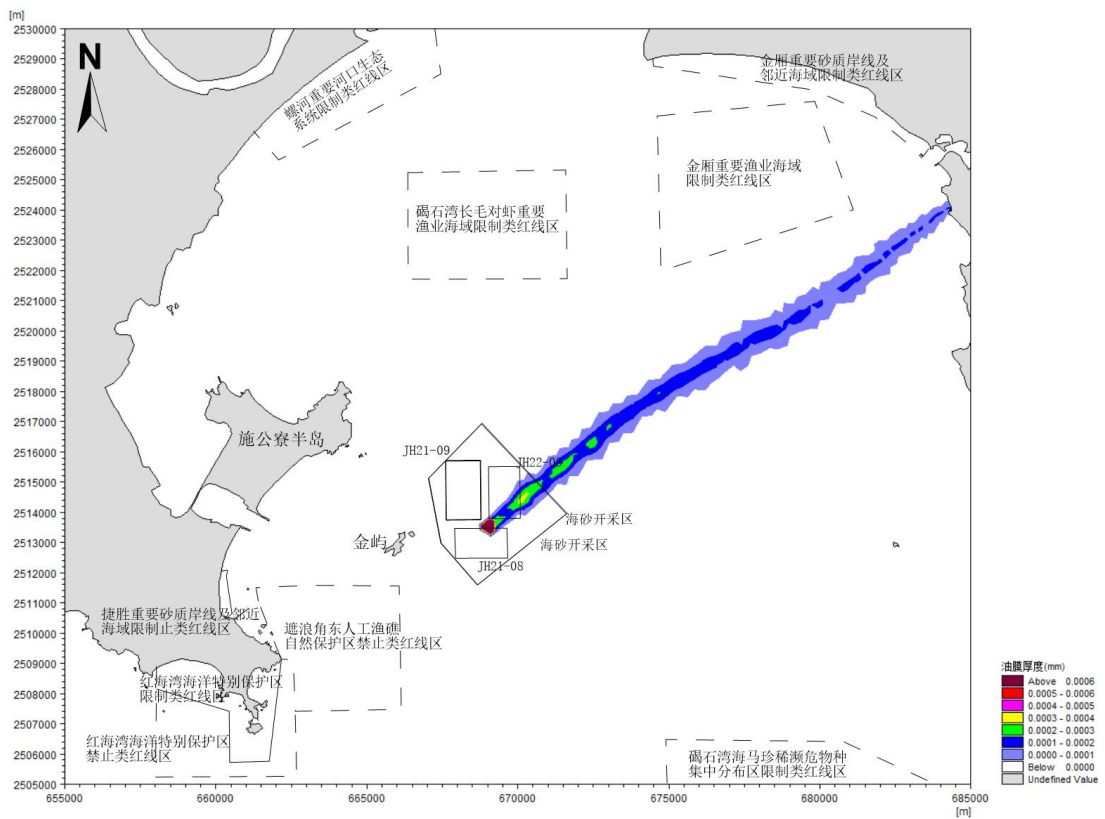 [m]
2530000
2529000
2528000
2527000
2526000
2525000
2524000
2523000
2522000
2521000
2520000
2519000
2518000
2517000
2516000
2515000
2514000
2513000
2512000
2511000
2510000
2509000
2508000
2507000
2506000
2505000
N
螺河重要河口生态
系统限制类红线区
金厢重要砂质岸线及
邻近海域限制类红线区
金厢重要渔业海域
限制类红线区
碣石湾长毛对虾重要
渔业海域限制类红线区
施公寮半岛
JH21-09
海砂开采区
海砂开采区
金屿
JH21-08
捷胜重要砂质岸线及邻近
海域限制止类红线区
遮浪角东人工渔礁
自然保护区禁止类红线区
红海湾海洋特别保护区
限制类红线区
红海湾海洋特别保护区
禁止类红线区
碣石湾海马珍稀濒危物种
集中分布区限制类红线区
655000
660000
665000
670000
675000
680000
685000
[m]
油膜厚度(mm)
Above 0.0006
0.0005 - 0.0006
0.0004 - 0.0005
0.0003 - 0.0004
0.0002 - 0.0003
0.0001 - 0.0002
0.0000 - 0.0001
Below 0.0000
Undefined Value